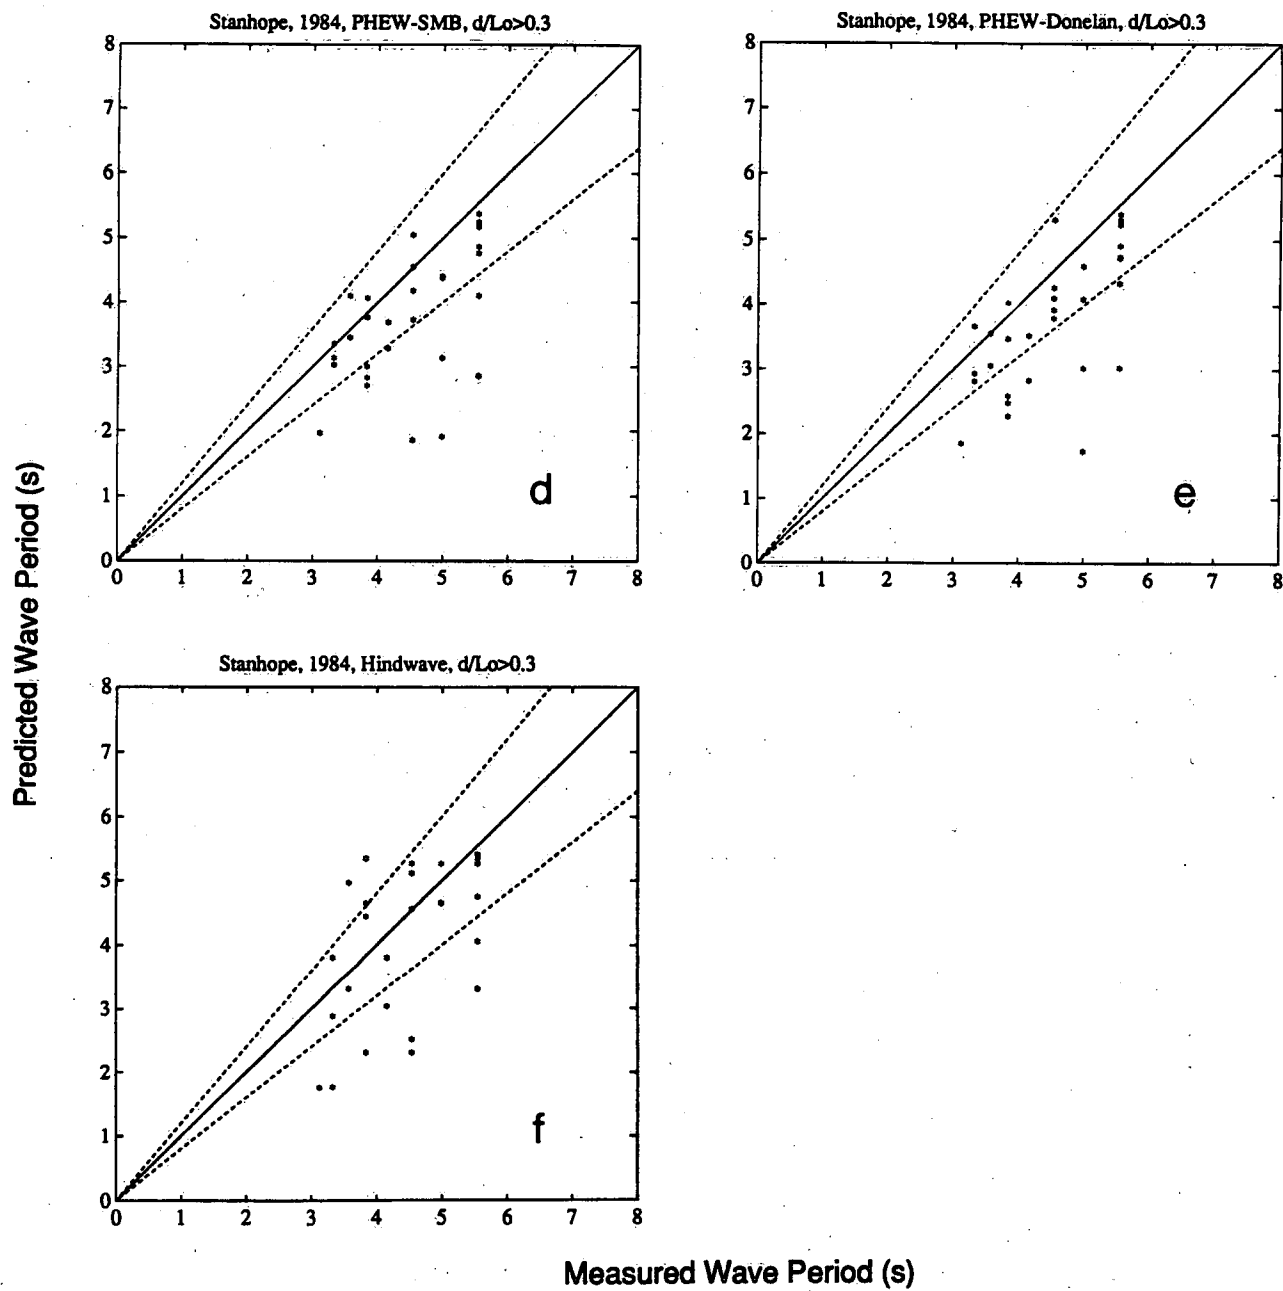 Stanhope, 1984, PHEW-SMB, d/Lo>0.3
8
7
6
5
4
3
2
1
0
0 1 2 3 4 5 6 7 8
d
Stanhope, 1984, PHEW-Donelan, d/Lo>0.3
8
7
6
5
4
3
2
1
0
0 1 2 3 4 5 6 7 8
e
Predicted Wave Period (s)
Stanhope, 1984, Hindwave, d/Lo>0.3
8
7
6
5
4
3
2
1
0
0 1 2 3 4 5 6 7 8
f
Measured Wave Period (s)